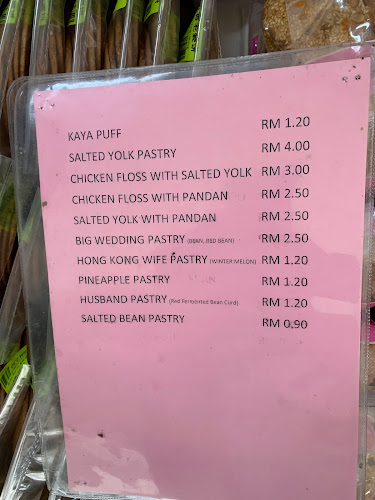 KAYA PUFF RM 1.20
SALTED YOLK PASTRY RM 4.00
CHICKEN FLOSS WITH SALTED YOLK RM 3.00
CHICKEN FLOSS WITH PANDAN RM 2.50
SALTED YOLK WITH PANDAN RM 2.50
BIG WEDDING PASTRY (BEAN, RED BEAN) RM 2.50
HONG KONG WIFE PASTRY (WINTER MELON) RM 1.20
PINEAPPLE PASTRY RM 1.20
HUSBAND PASTRY (Red Fermented Bean Curd) RM 1.20
SALTED BEAN PASTRY RM 0.90